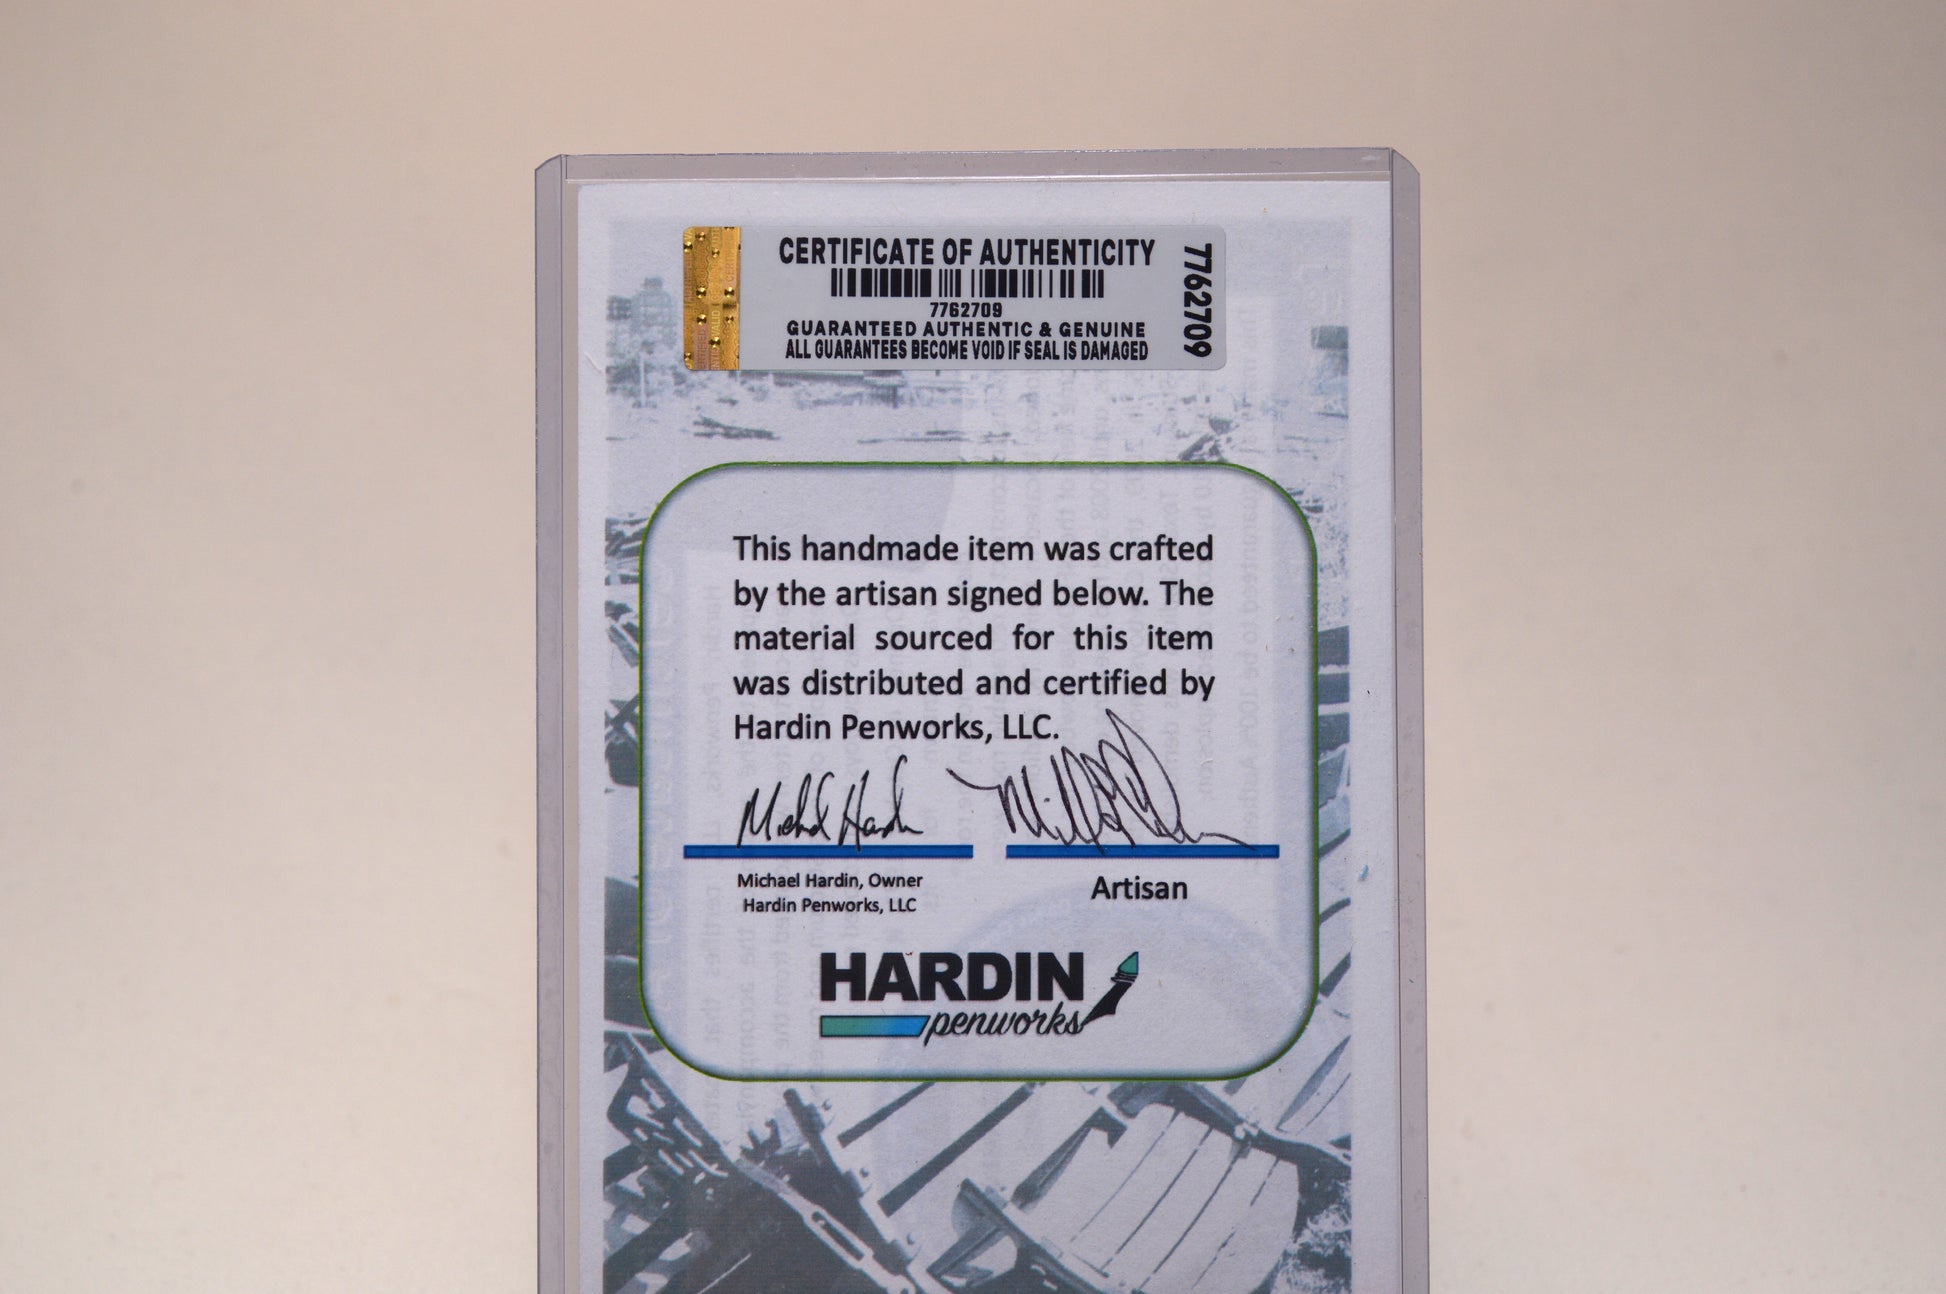 CERTIFICATE OF AUTHENTICITY
7762709
GUARANTEED AUTHENTIC & GENUINE
ALL GUARANTEES BECOME VOID IF SEAL IS DAMAGED
7762709
This handmade item was crafted
by the artisan signed below. The
material sourced for this item
was distributed and certified by
Hardin Penworks, LLC.
Michael Hardin, Owner
Hardin Penworks, LLC
Artisan
HARDIN
penworks